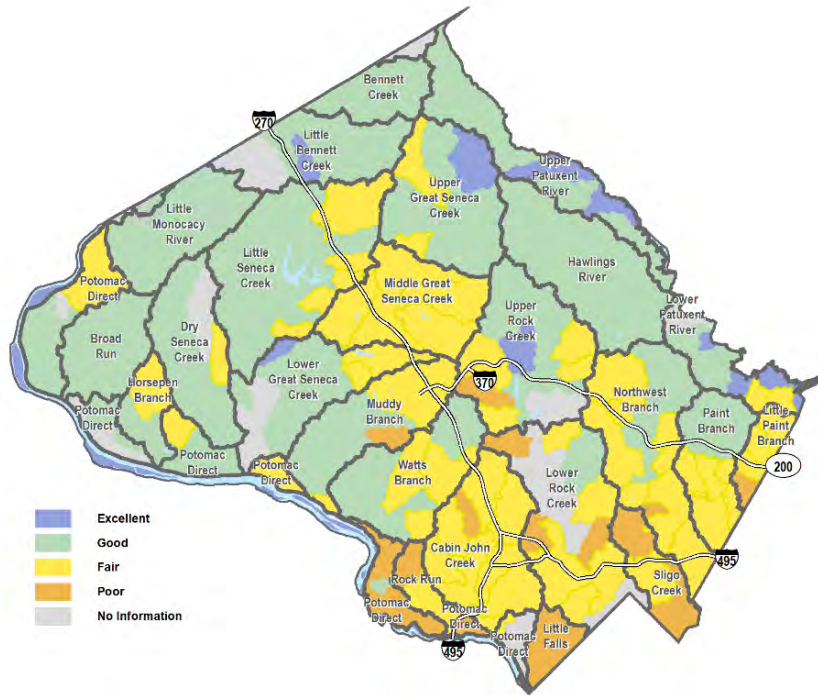 Bennett
Creek
270
Little
Bennett
Creek
Upper
Patuxent
River
Upper
Great Seneca
Creek
Little
Monocacy
River
Little
Seneca
Creek
Hawlings
River
Potomac
Direct
Middle Great
Seneca Creek
Lower
Patuxent
River
Upper
Rock
Creek
Broad
Run
Dry
Seneca
Creek
Lower
Great Seneca
Creek
370
Horsepen
Branch
Northwest
Branch
Muddy
Branch
Potomac
Direct
Paint
Branch
Little
Paint
Branch
Potomac
Direct
Potomac
Direct
Watts
Branch
200
Lower
Rock
Creek
Excellent
Good
Fair
Poor
No Information
Cabin John
Creek
495
Rock Run
Sligo
Creek
Potomac
Direct
Potomac
Direct
Little
Falls
Potomac
Direct
495